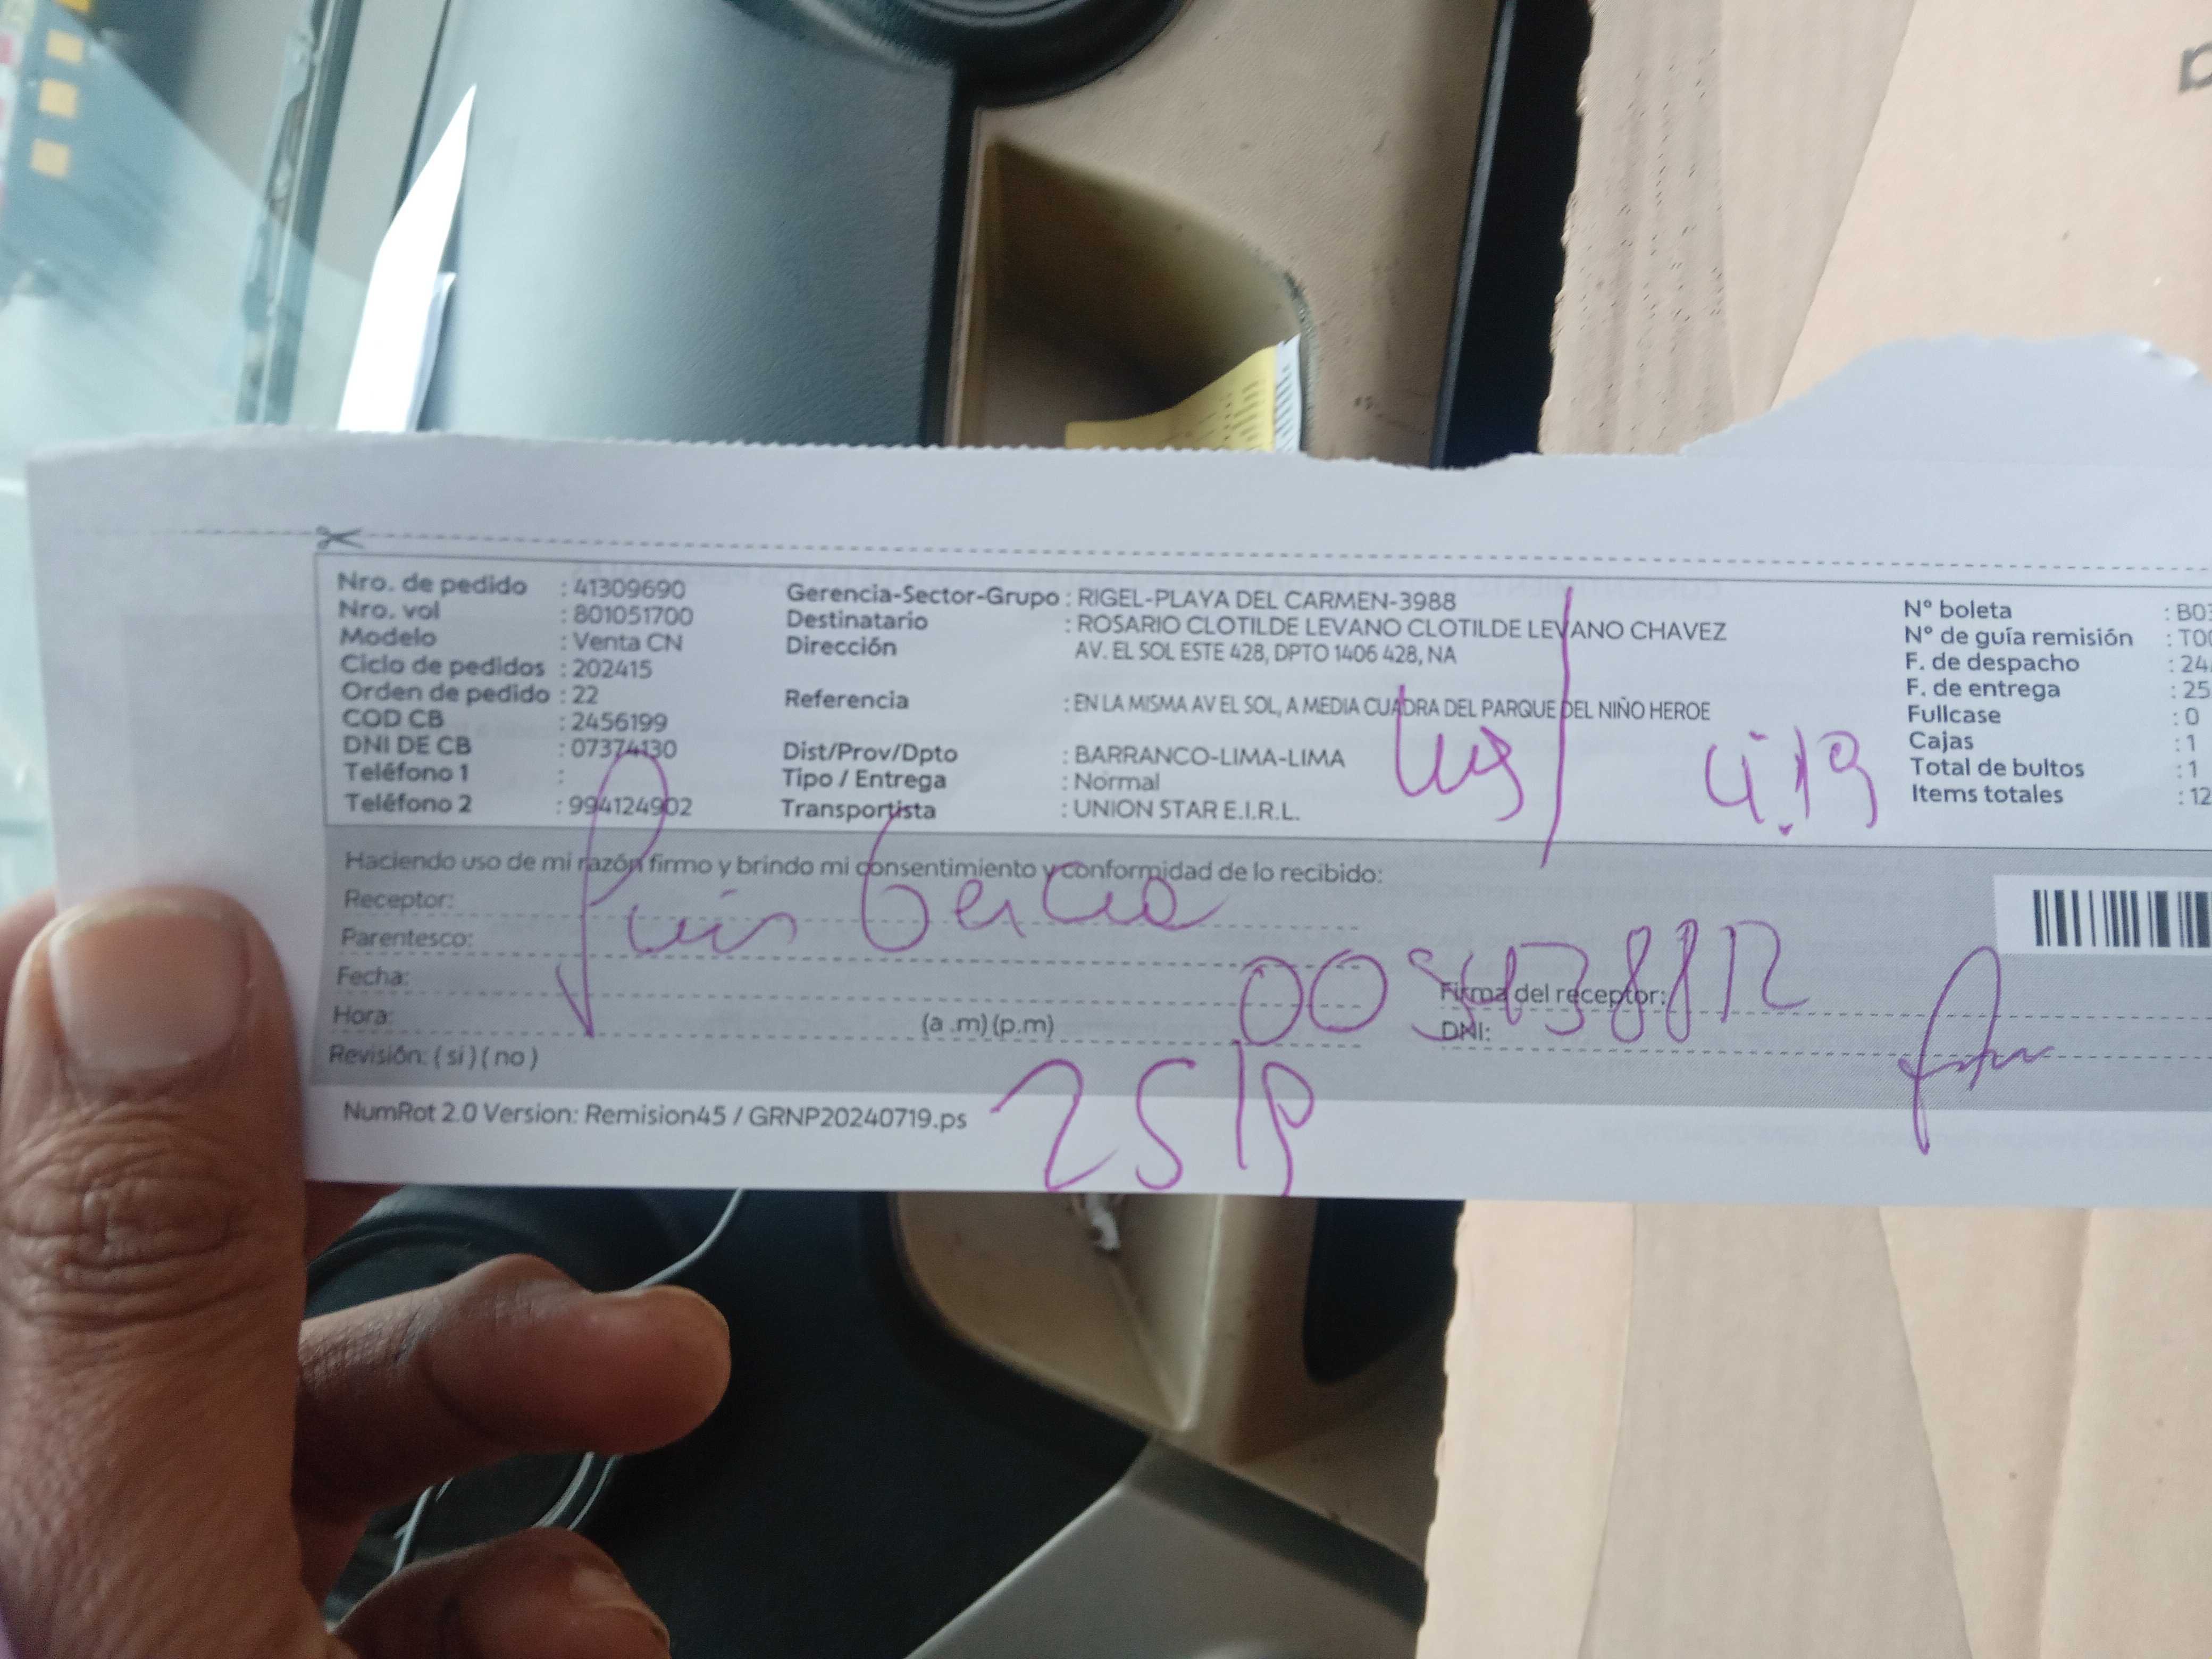 Nro. de pedido : 41309690
Nro. vol : 801051700
Modelo : Venta CN
Ciclo de pedidos : 202415
Orden de pedido : 22
COD CB : 2456199
DNI DE CB : 07374130
Teléfono 1 :
Teléfono 2 : 994124902
Gerencia-Sector-Grupo : RIGEL-PLAYA DEL CARMEN-3988
Destinatario : ROSARIO CLOTILDE LEVANO CLOTILDE LEVANO CHAVEZ
Dirección AV. EL SOL ESTE 428, DPTO 1406 428, NA
Referencia : EN LA MISMA AV EL SOL, A MEDIA CUADRA DEL PARQUE DEL NIÑO HEROE
Dist/Prov/Dpto : BARRANCO-LIMA-LIMA
Tipo / Entrega : Normal
Transportista : UNION STAR E.I.R.L.
N° boleta : B03
N° de guía remisión : T00
F. de despacho : 24
F. de entrega : 25
Fullcase : 0
Cajas : 1
Total de bultos : 1
Items totales : 12
Haciendo uso de mi razón firmo y brindo mi consentimiento y conformidad de lo recibido:
Receptor:
Parentesco:
Fecha:
Hora: (a .m) (p.m)
Revisión: ( si ) ( no )
Firma del receptor:
DNI:
NumRot 2.0 Version: Remision45 / GRNP20240719.ps